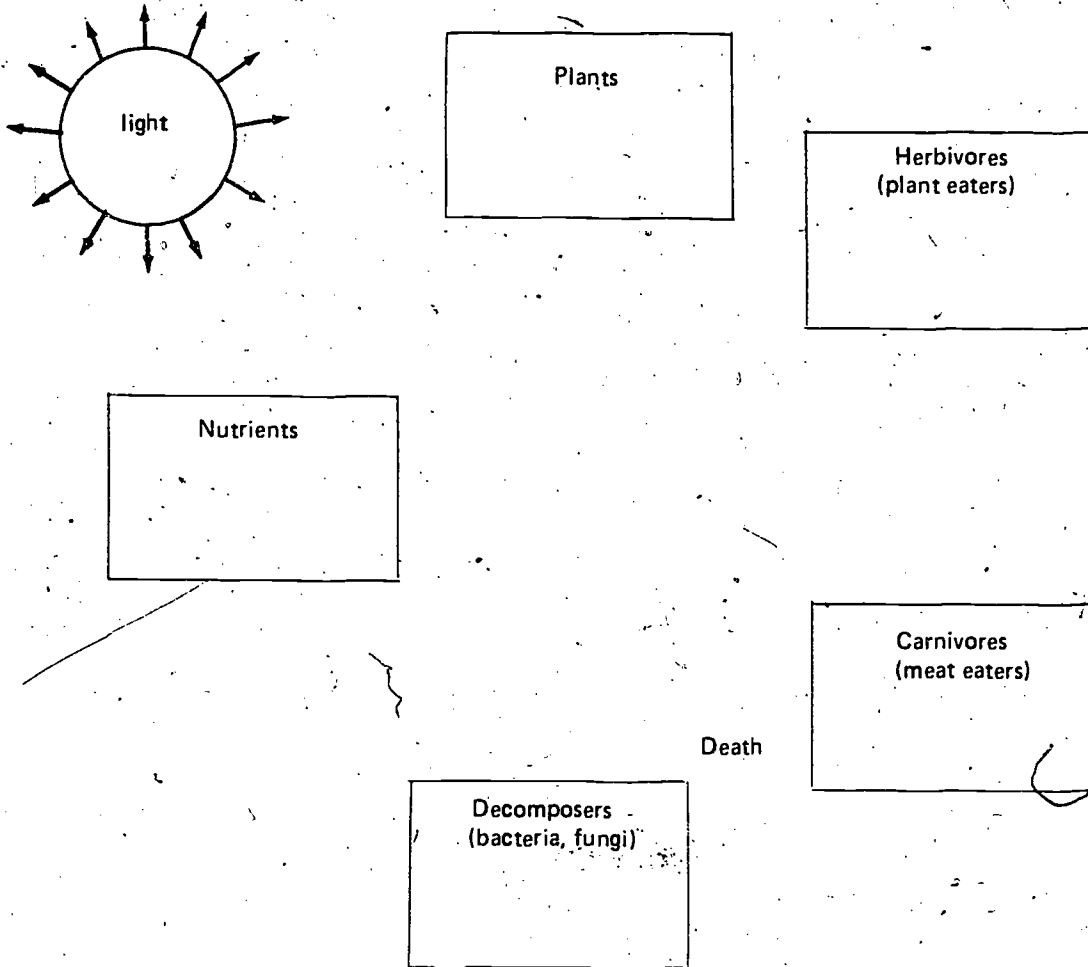 light
Plants
Herbivores
(plant eaters)
Nutrients
Carnivores
(meat eaters)
Death
Decomposers
(bacteria, fungi)